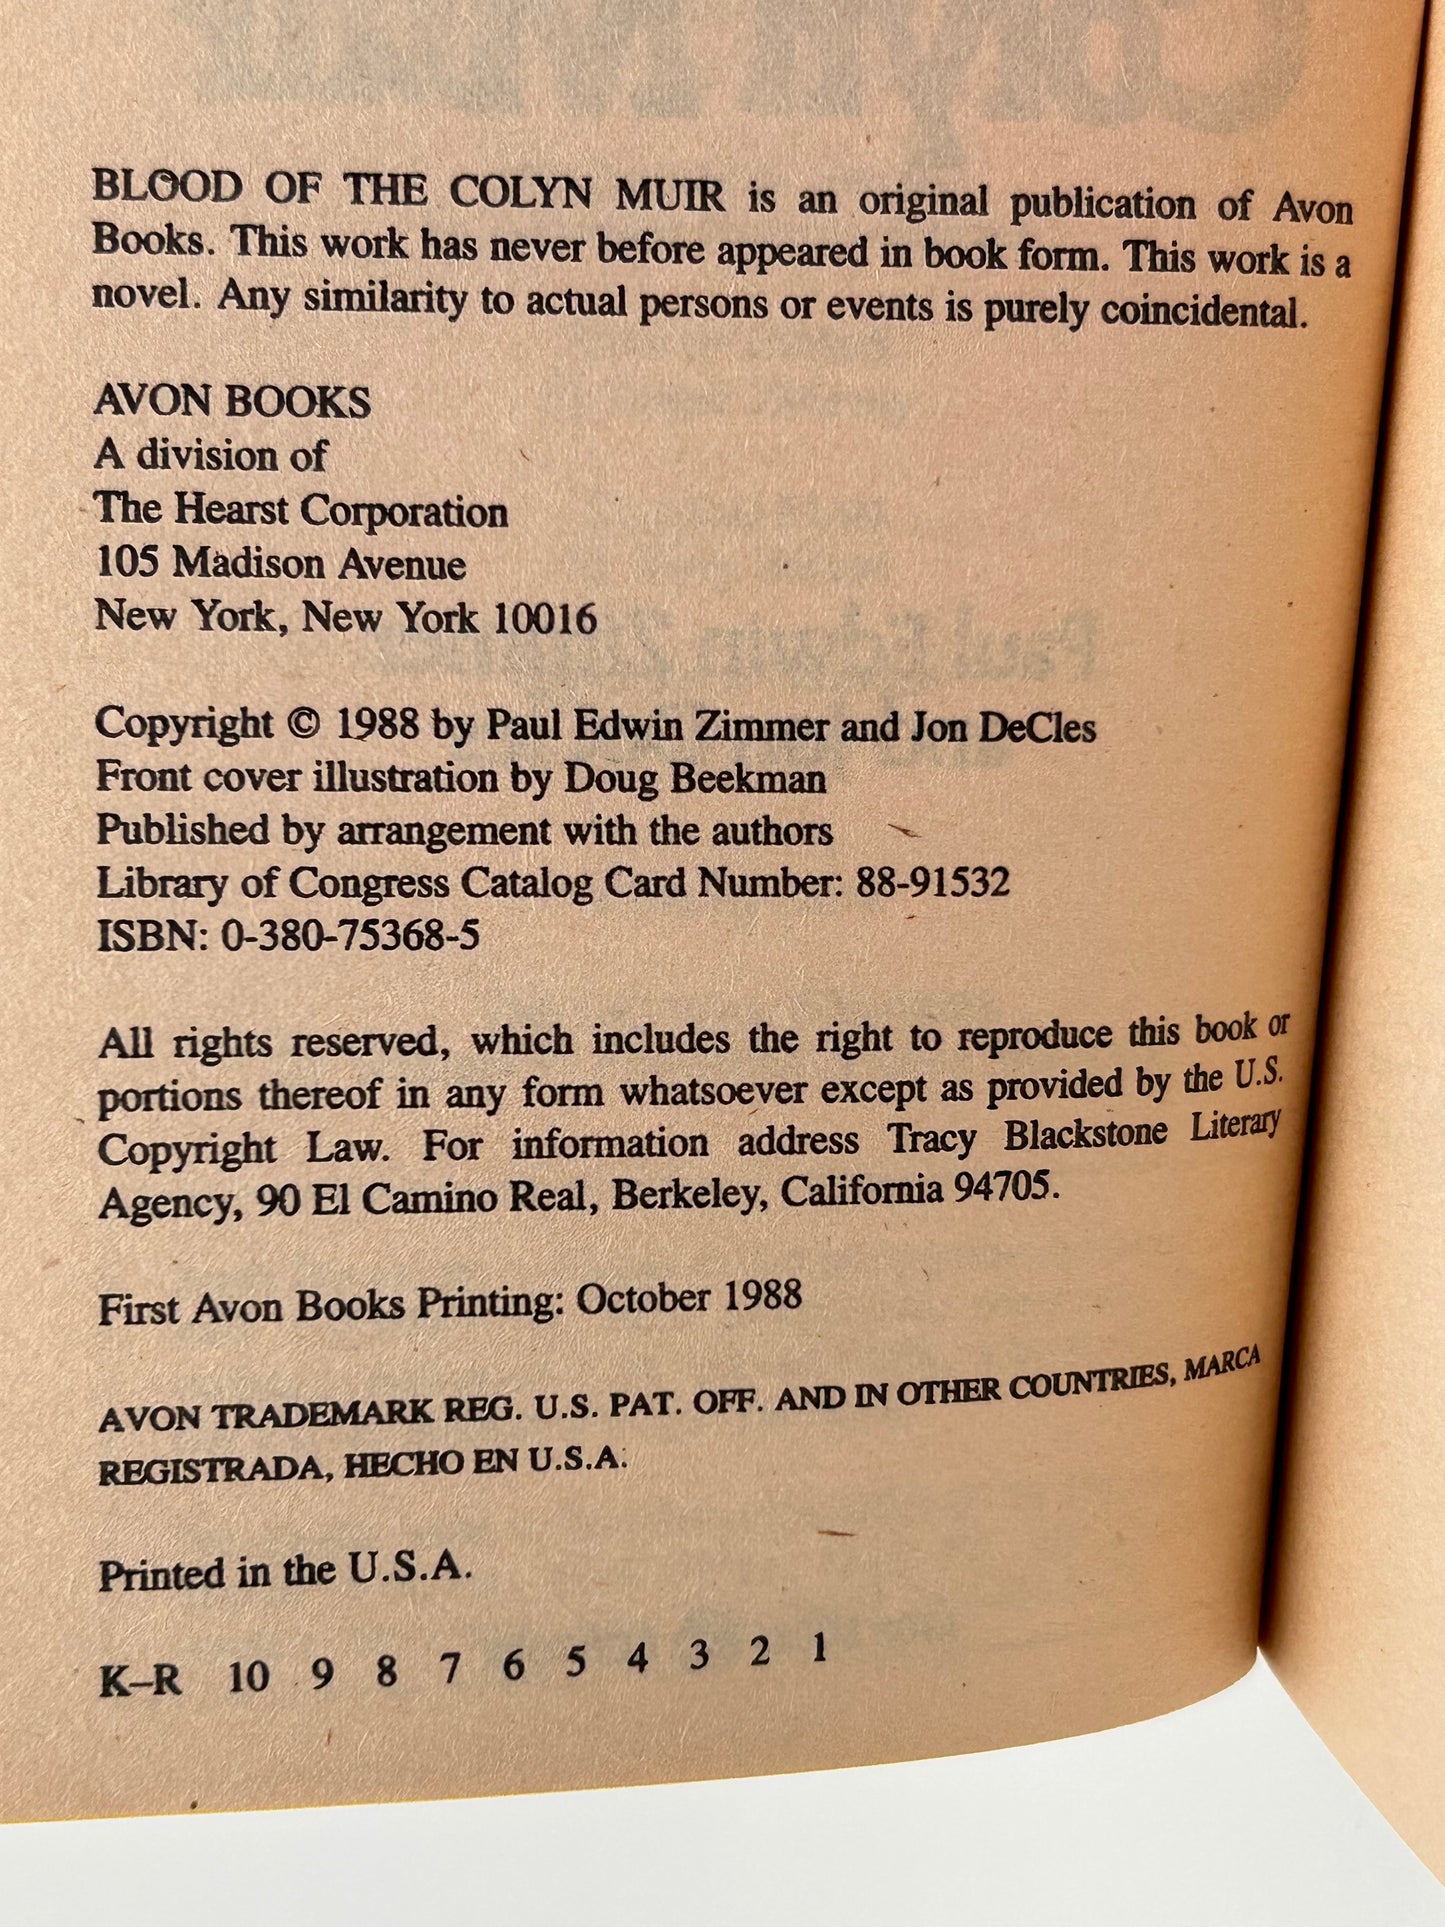 BLOOD OF THE COLYN MUIR is an original publication of Avon
Books. This work has never before appeared in book form. This work is a
novel. Any similarity to actual persons or events is purely coincidental.
AVON BOOKS
A division of
The Hearst Corporation
105 Madison Avenue
New York, New York 10016
Copyright © 1988 by Paul Edwin Zimmer and Jon DeCles
Front cover illustration by Doug Beekman
Published by arrangement with the authors
Library of Congress Catalog Card Number: 88-91532
ISBN: 0-380-75368-5
All rights reserved, which includes the right to reproduce this book or
portions thereof in any form whatsoever except as provided by the U.S.
Copyright Law. For information address Tracy Blackstone Literary
Agency, 90 El Camino Real, Berkeley, California 94705.
First Avon Books Printing: October 1988
AVON TRADEMARK REG. U.S. PAT. OFF. AND IN OTHER COUNTRIES, MARCA
REGISTRADA, HECHO EN U.S.A.
Printed in the U.S.A.
K–R 10 9 8 7 6 5 4 3 2 1